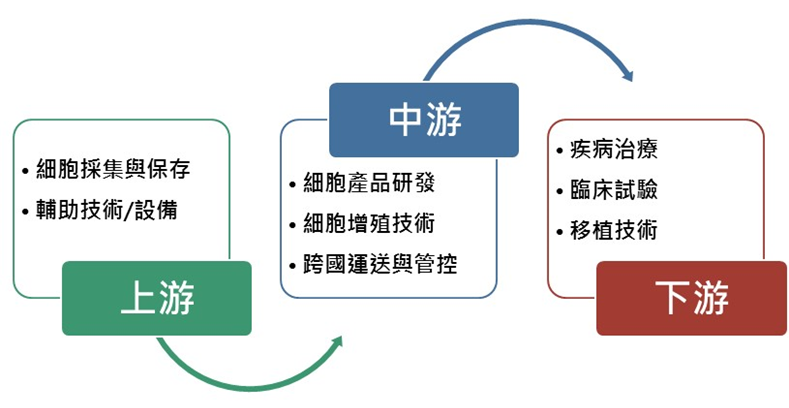 • 細胞採集與保存
• 輔助技術/設備
上游
中游
• 細胞產品研發
• 細胞增殖技術
• 跨國運送與管控
• 疾病治療
• 臨床試驗
• 移植技術
下游